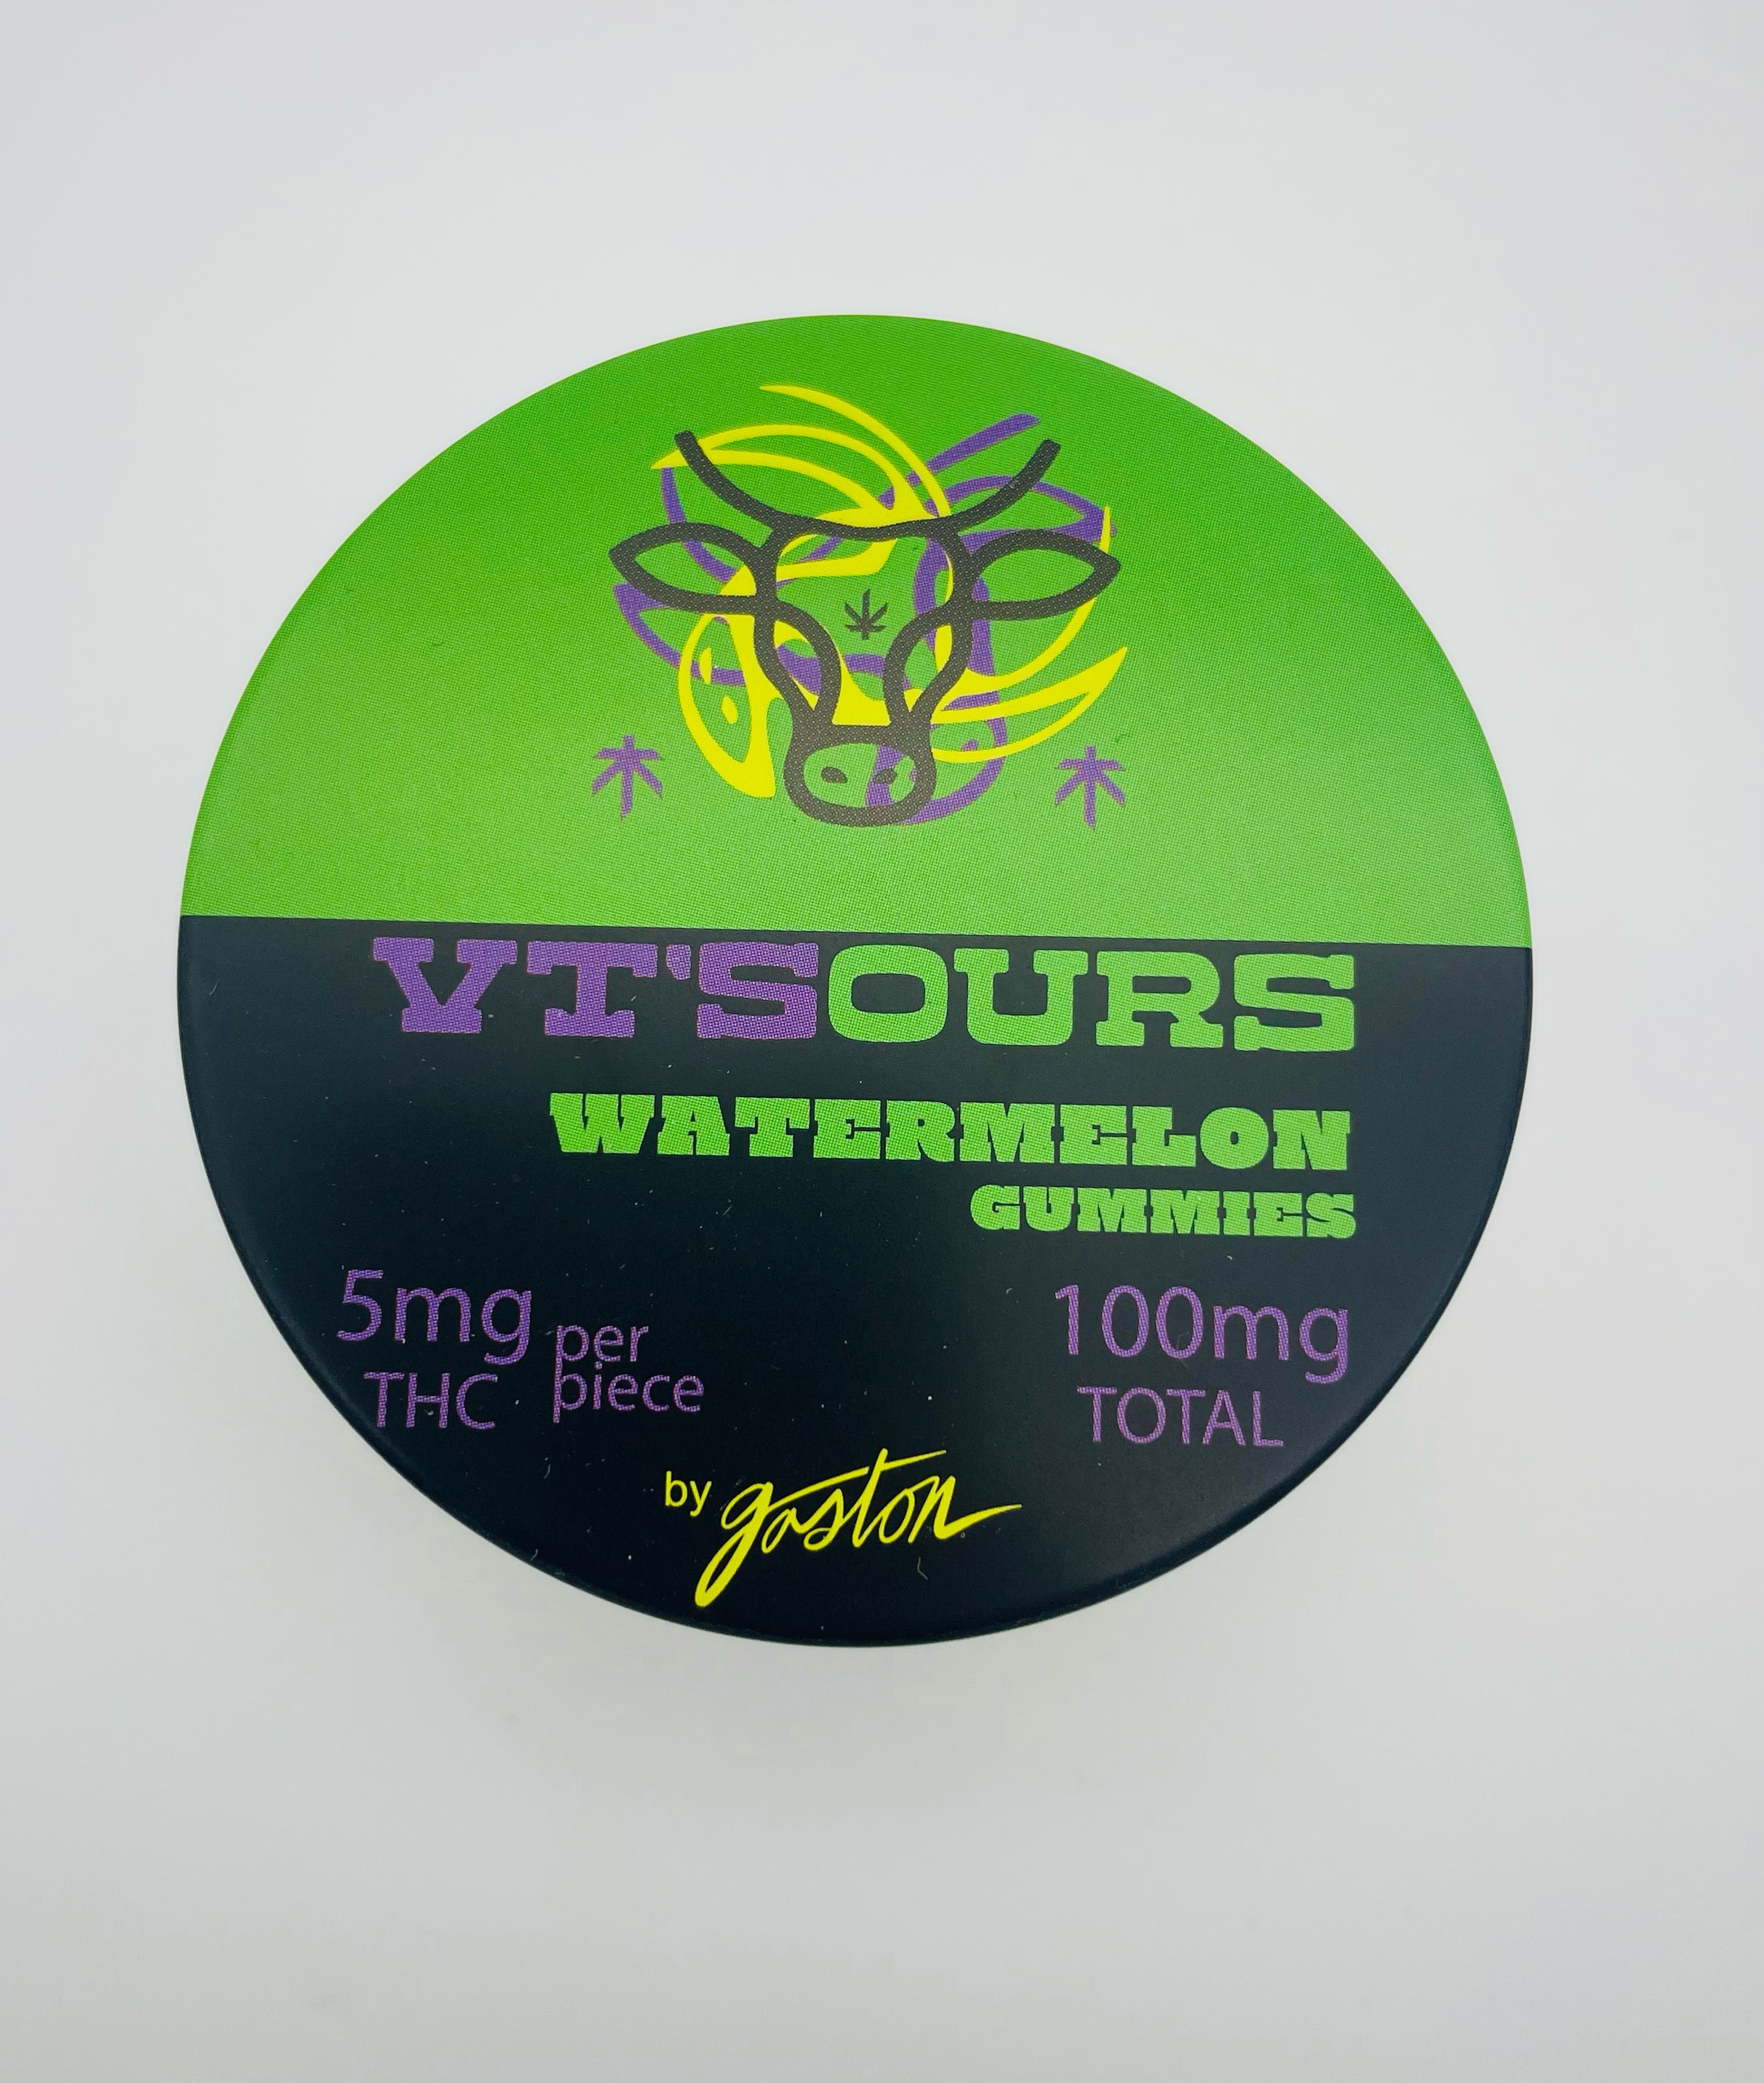 VT'SOURS
WATERMELON
GUMMIES
5mg per
THC piece
100mg
TOTAL
by gaston